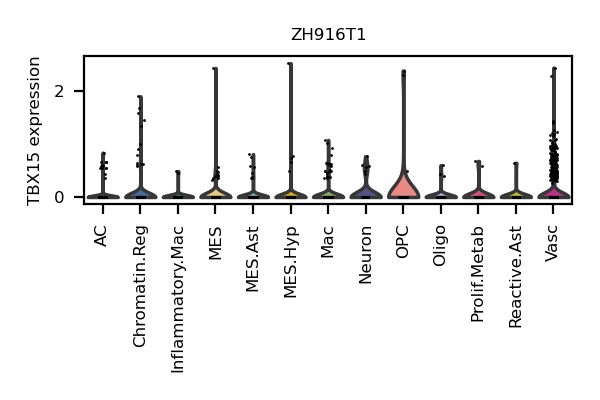 ZH916T1
TBX15 expression
2
0
AC
Chromatin.Reg
Inflammatory.Mac
MES
MES.Ast
MES.Hyp
Mac
Neuron
OPC
Oligo
Prolif.Metab
Reactive.Ast
Vasc